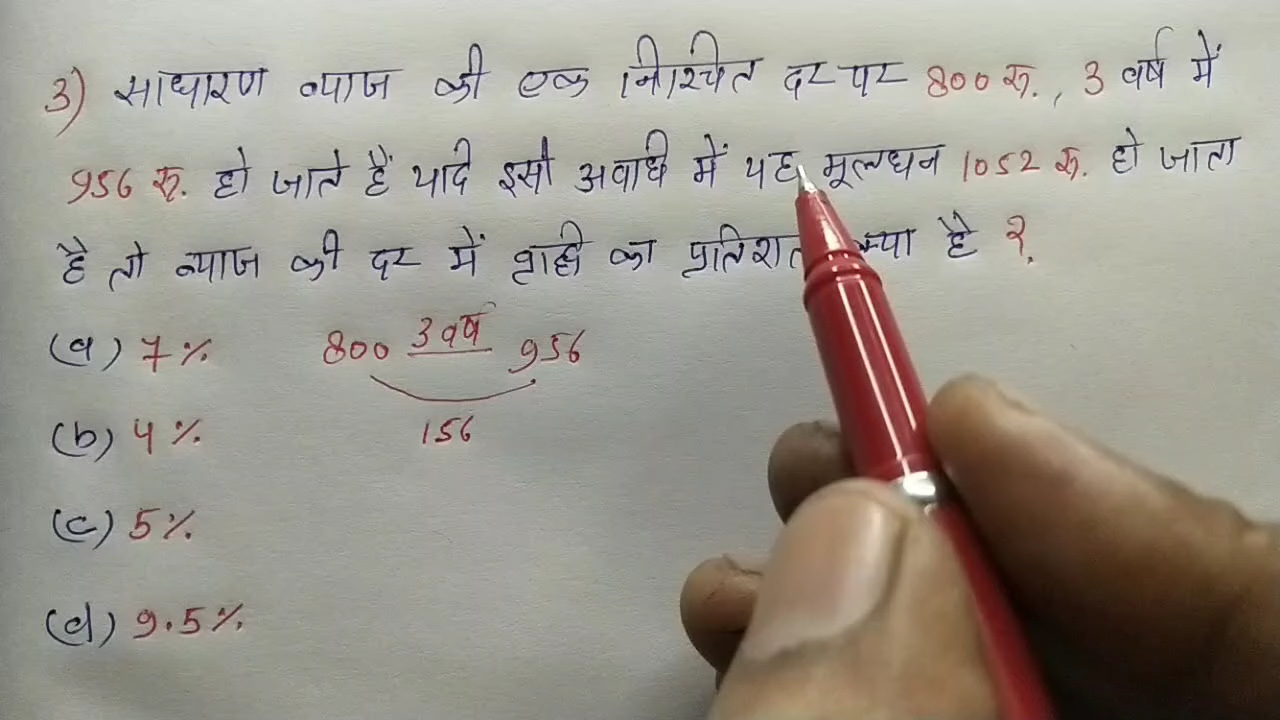 3) साधारण ब्याज की एक निश्चित दर पर 800 रु., 3 वर्ष में
956 रु. हो जाते हैं यदि इसी अवधि में यह मूलधन 1052 रु. हो जाता
है तो ब्याज की दर में वृद्धि का प्रतिशत क्या है ?
(a) 7%
800 3 वर्ष 956
(b) 4%
156
(c) 5%
(d) 9.5%